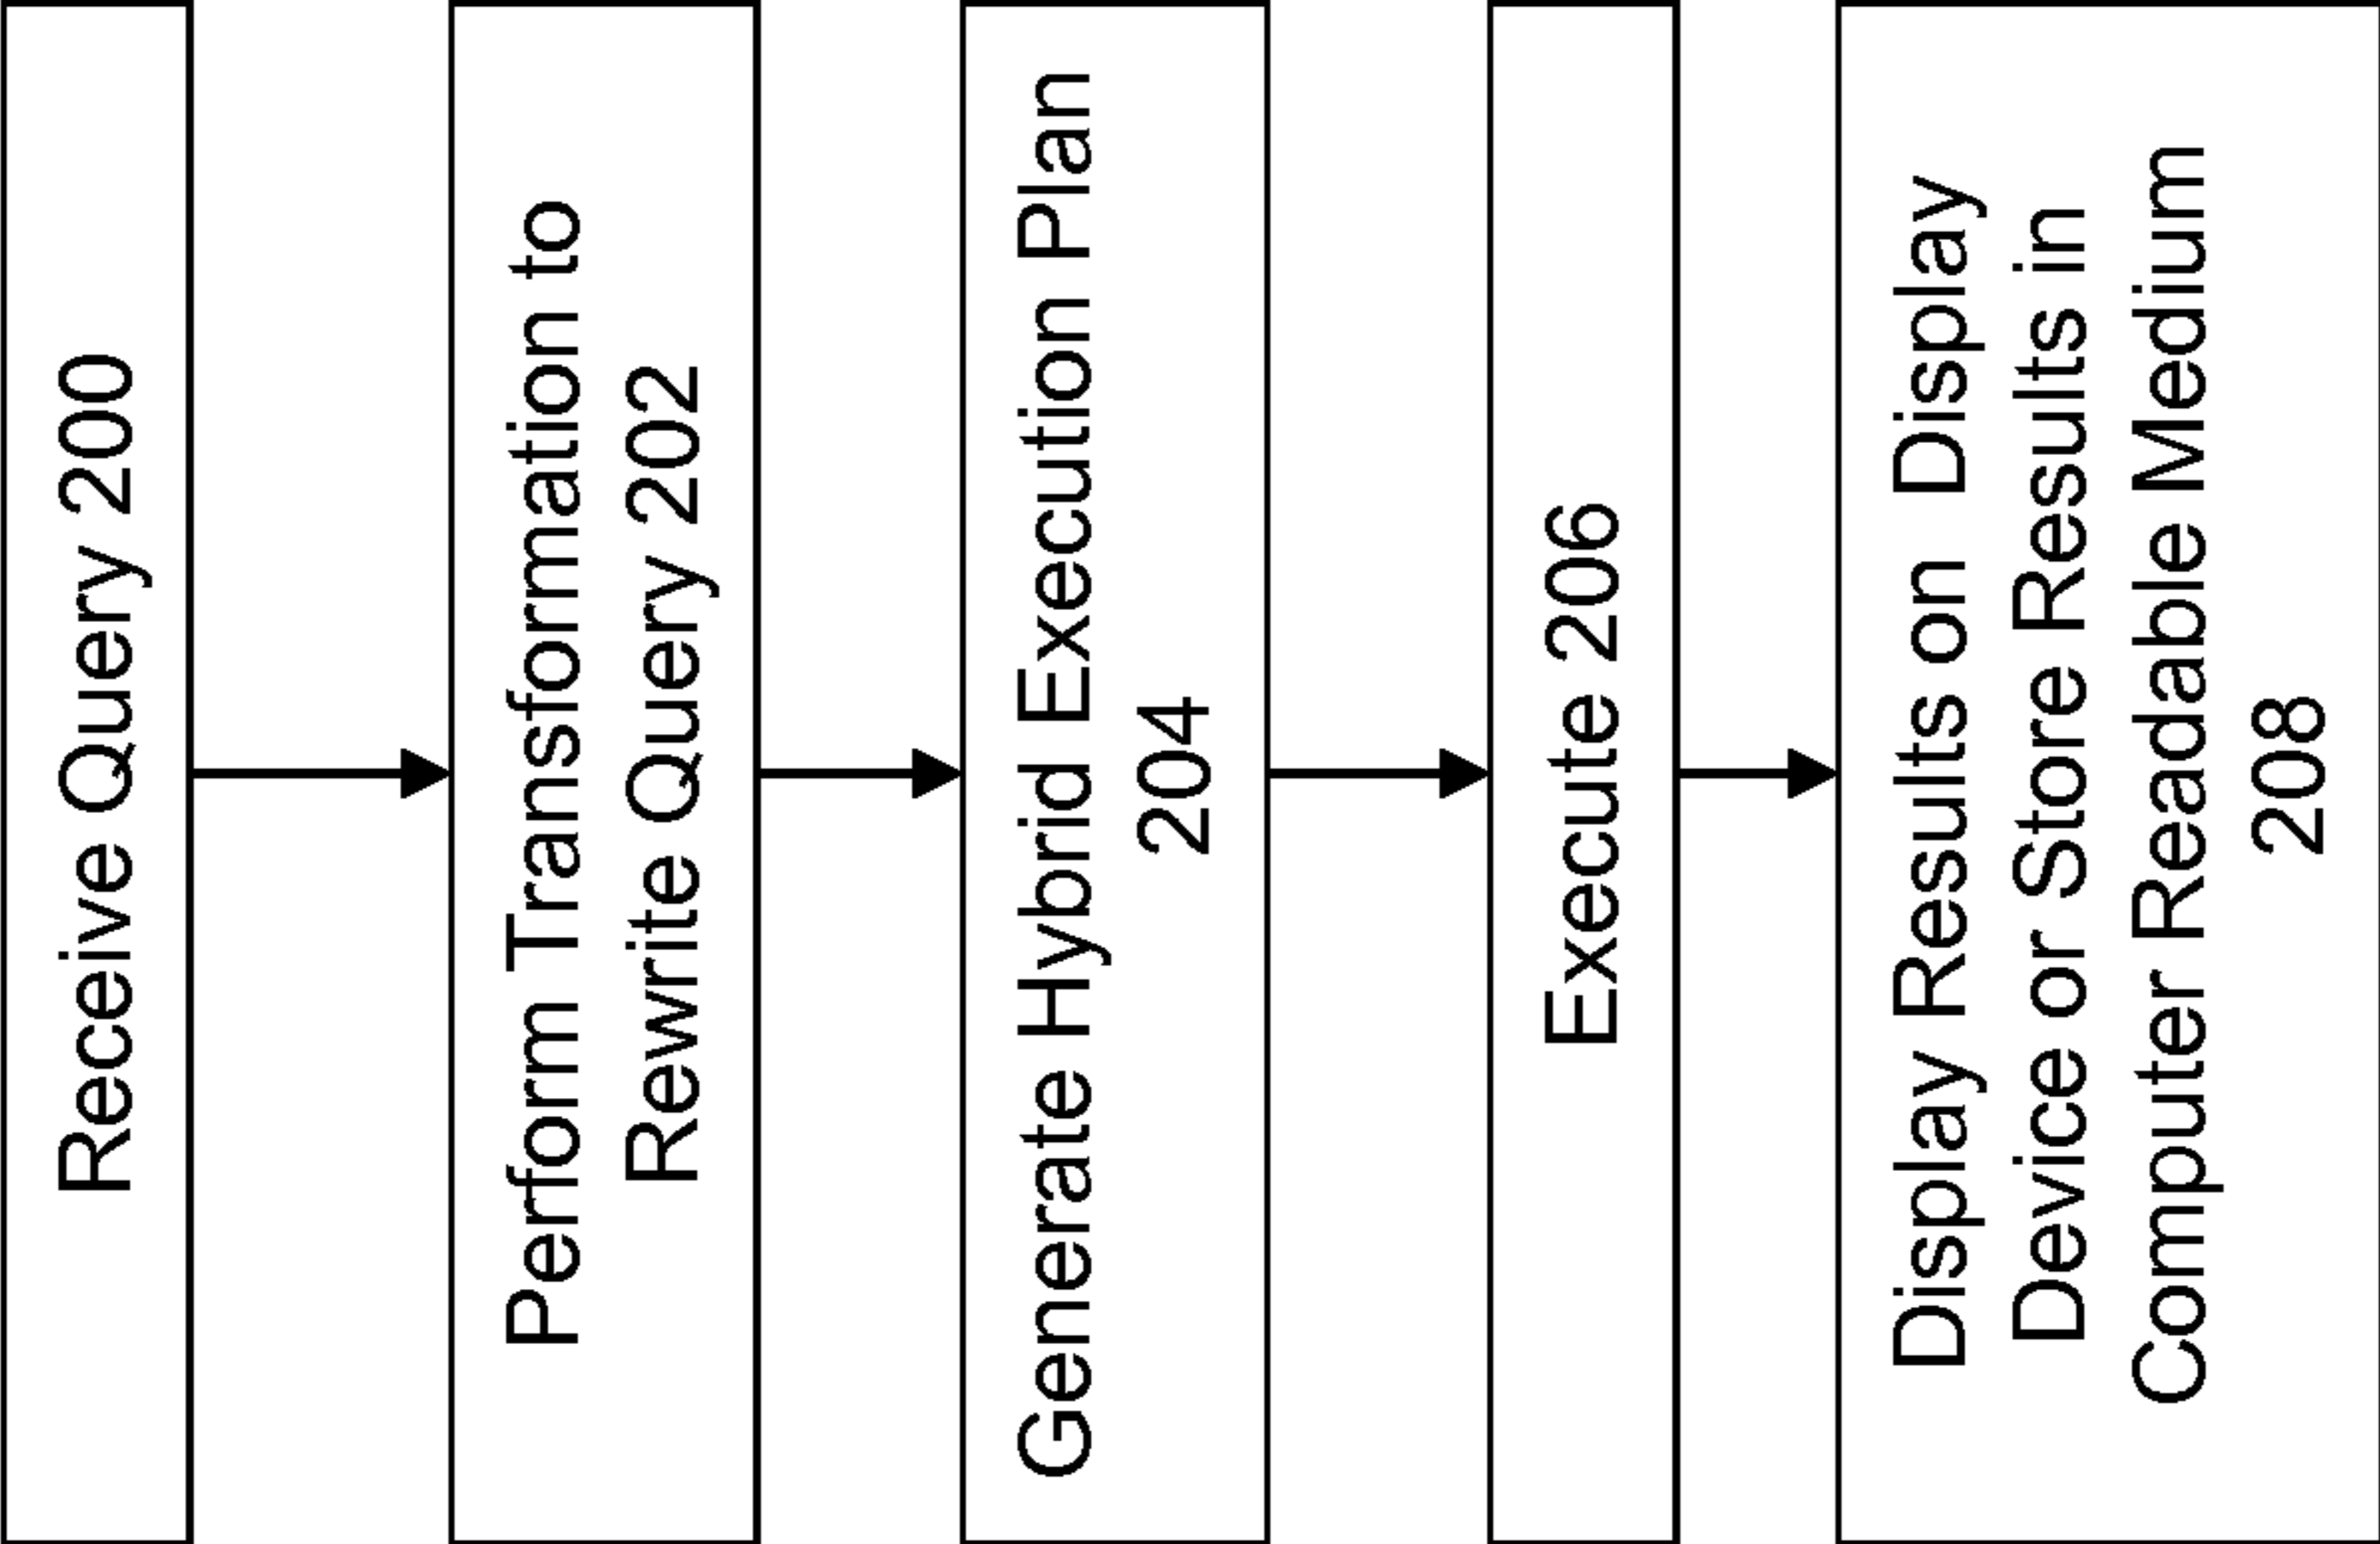 Receive Query 200
Perform Transformation to
Rewrite Query 202
Generate Hybrid Execution Plan
204
Execute 206
Display Results on Display
Device or Store Results in
Computer Readable Medium
208